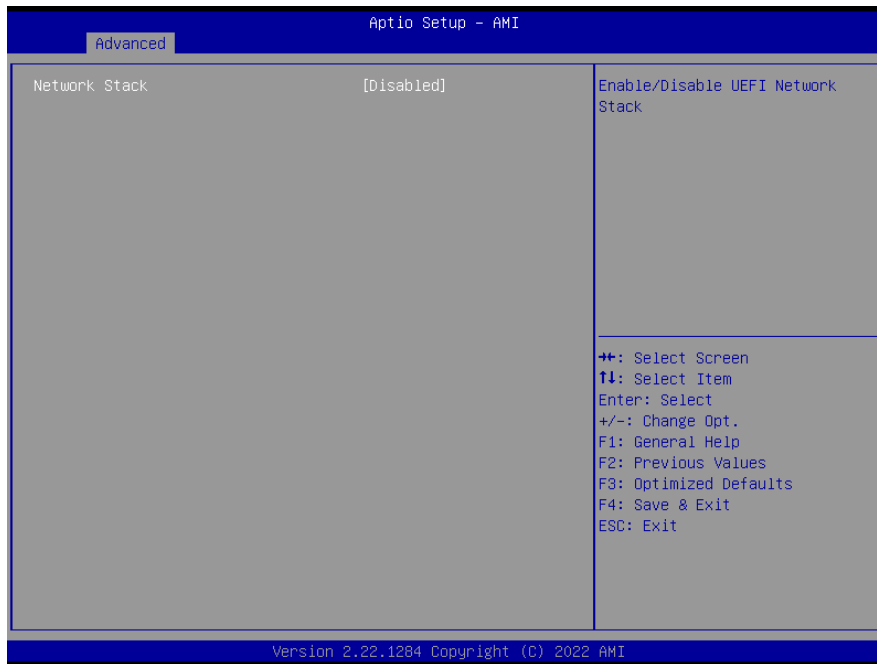 Aptio Setup – AMI
Advanced
Network Stack [Disabled]
Enable/Disable UEFI Network
Stack
→←: Select Screen
↑↓: Select Item
Enter: Select
+/-: Change Opt.
F1: General Help
F2: Previous Values
F3: Optimized Defaults
F4: Save & Exit
ESC: Exit
Version 2.22.1284 Copyright (C) 2022 AMI